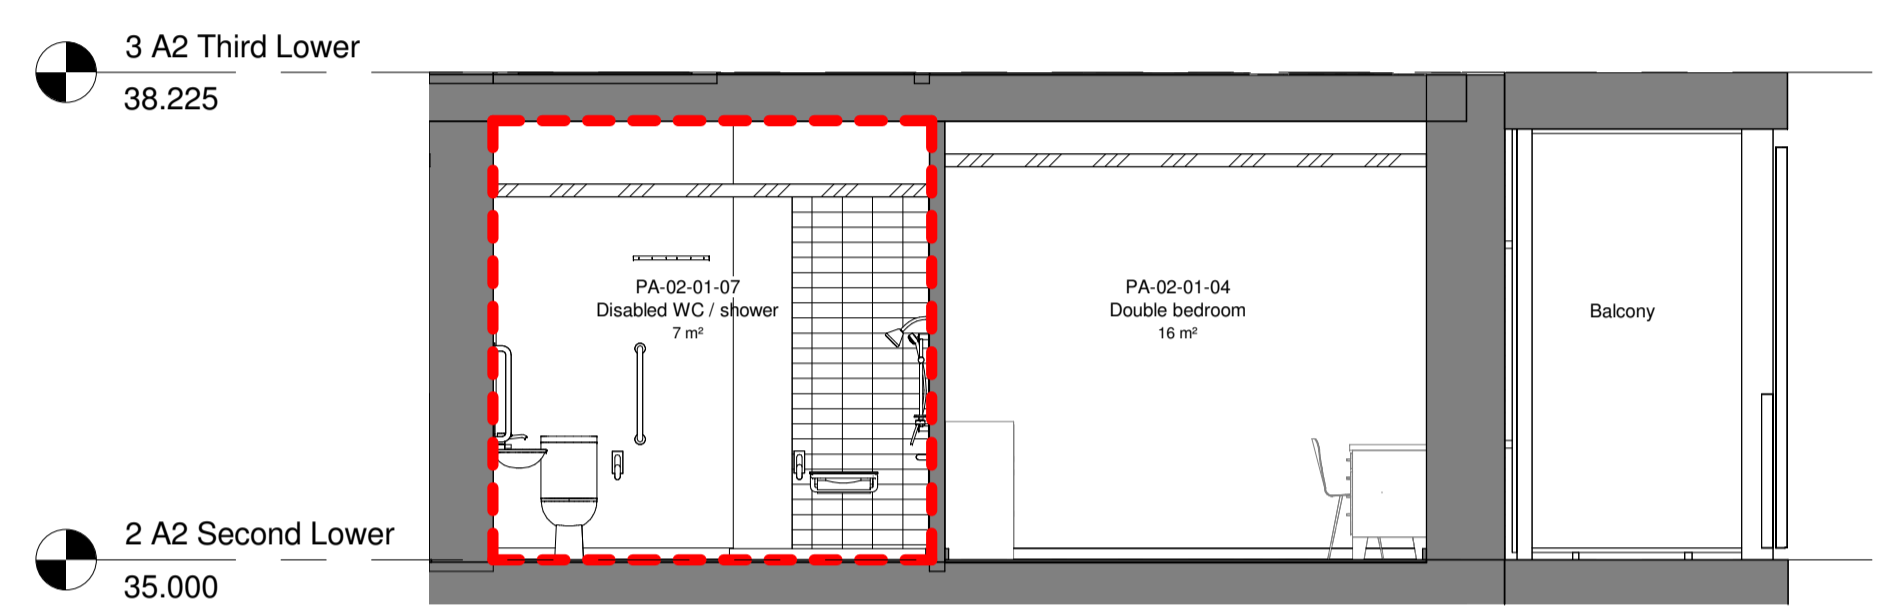 3 A2 Third Lower
38.225
PA-02-01-07
Disabled WC / shower
7 m²
PA-02-01-04
Double bedroom
16 m²
Balcony
2 A2 Second Lower
35.000